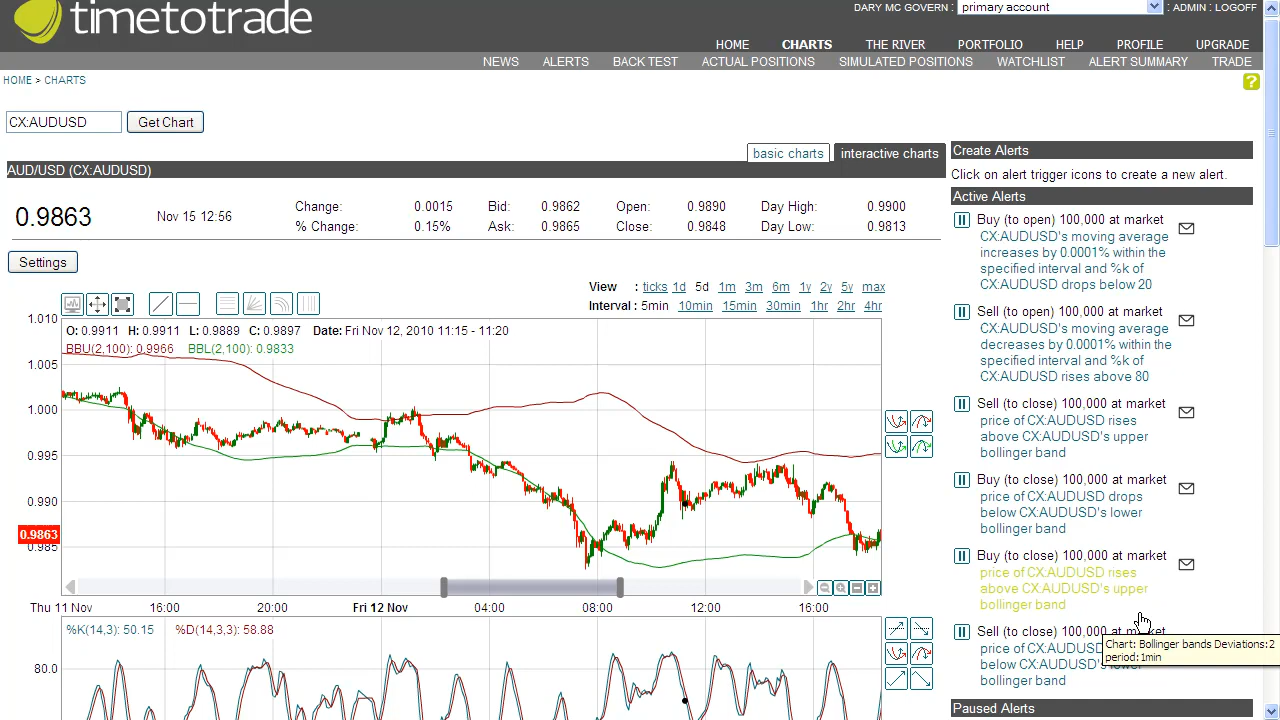 timetotrade
DARY MC GOVERN : primary account : ADMIN : LOGOFF
HOME CHARTS THE RIVER PORTFOLIO HELP PROFILE UPGRADE
NEWS ALERTS BACK TEST ACTUAL POSITIONS SIMULATED POSITIONS WATCHLIST ALERT SUMMARY TRADE
HOME > CHARTS
?
CX:AUDUSD Get Chart
basic charts interactive charts
AUD/USD (CX:AUDUSD)
0.9863 Nov 15 12:56
Change: 0.0015 Bid: 0.9862 Open: 0.9890 Day High: 0.9900
% Change: 0.15% Ask: 0.9865 Close: 0.9848 Day Low: 0.9813
Settings
View : ticks 1d 5d 1m 3m 6m 1y 2y 5y max
Interval : 5min 10min 15min 30min 1hr 2hr 4hr
O: 0.9911 H: 0.9911 L: 0.9889 C: 0.9897 Date: Fri Nov 12, 2010 11:15 - 11:20
BBU(2,100): 0.9966 BBL(2,100): 0.9833
1.010
1.005
1.000
0.995
0.990
0.9863
0.985
Thu 11 Nov 16:00 20:00 Fri 12 Nov 04:00 08:00 12:00 16:00
%K(14,3): 50.15 %D(14,3,3): 58.88
80.0
Create Alerts
Click on alert trigger icons to create a new alert.
Active Alerts
Buy (to open) 100,000 at market
CX:AUDUSD's moving average
increases by 0.0001% within the
specified interval and %k of
CX:AUDUSD drops below 20
Sell (to open) 100,000 at market
CX:AUDUSD's moving average
decreases by 0.0001% within the
specified interval and %k of
CX:AUDUSD rises above 80
Sell (to close) 100,000 at market
price of CX:AUDUSD rises
above CX:AUDUSD's upper
bollinger band
Buy (to close) 100,000 at market
price of CX:AUDUSD drops
below CX:AUDUSD's lower
bollinger band
Buy (to close) 100,000 at market
price of CX:AUDUSD rises
above CX:AUDUSD's upper
bollinger band
Sell (to close) 100,000 at market
price of CX:AUDUSD
below CX:AUDUSD's lower
bollinger band
Chart: Bollinger bands Deviations:2
period:1min
Paused Alerts